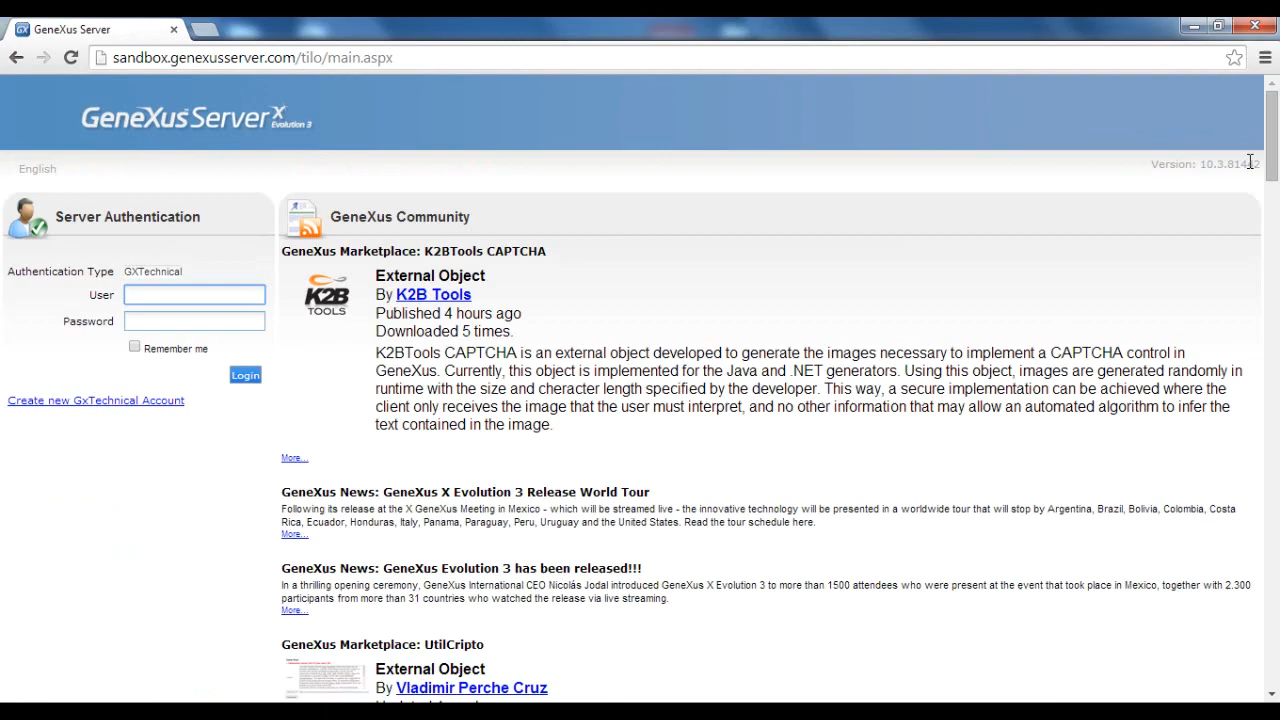 GeneXus Server
sandbox.genexusserver.com/tilo/main.aspx
GeneXus Server X
Evolution 3
English
Version: 10.3.81442
Server Authentication
Authentication Type GXTechnical
User
Password
Remember me
Login
Create new GxTechnical Account
GeneXus Community
GeneXus Marketplace: K2BTools CAPTCHA
K2B
TOOLS
External Object
By K2B Tools
Published 4 hours ago
Downloaded 5 times.
K2BTools CAPTCHA is an external object developed to generate the images necessary to implement a CAPTCHA control in
GeneXus. Currently, this object is implemented for the Java and .NET generators. Using this object, images are generated randomly in
runtime with the size and cheracter length specified by the developer. This way, a secure implementation can be achieved where the
client only receives the image that the user must interpret, and no other information that may allow an automated algorithm to infer the
text contained in the image.
More...
GeneXus News: GeneXus X Evolution 3 Release World Tour
Following its release at the X GeneXus Meeting in Mexico - which will be streamed live - the innovative technology will be presented in a worldwide tour that will stop by Argentina, Brazil, Bolivia, Colombia, Costa
Rica, Ecuador, Honduras, Italy, Panama, Paraguay, Peru, Uruguay and the United States. Read the tour schedule here.
More...
GeneXus News: GeneXus Evolution 3 has been released!!!
In a thrilling opening ceremony, GeneXus International CEO Nicolás Jodal introduced GeneXus X Evolution 3 to more than 1500 attendees who were present at the event that took place in Mexico, together with 2,300
participants from more than 31 countries who watched the release via live streaming.
More...
GeneXus Marketplace: UtilCripto
External Object
By Vladimir Perche Cruz